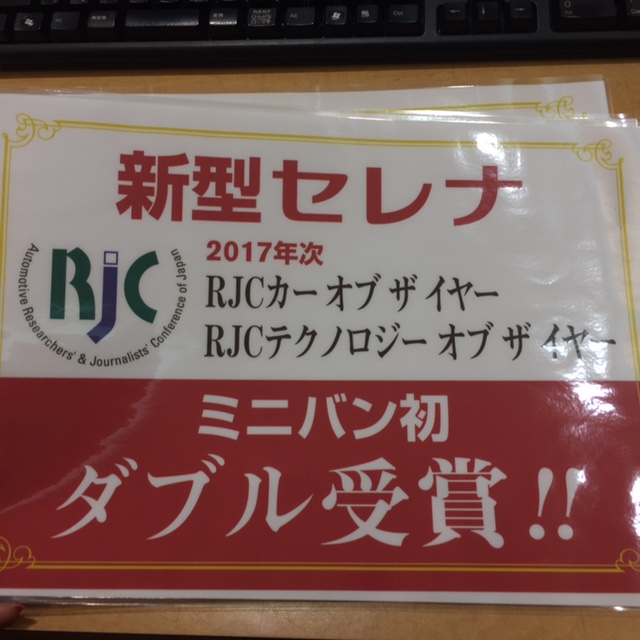 新型セレナ
2017年次
RJCカー オブ ザ イヤー
RJCテクノロジー オブ ザ イヤー
RJC
Automotive Researchers' & Journalists' Conference of Japan
ミニバン初
ダブル受賞!!